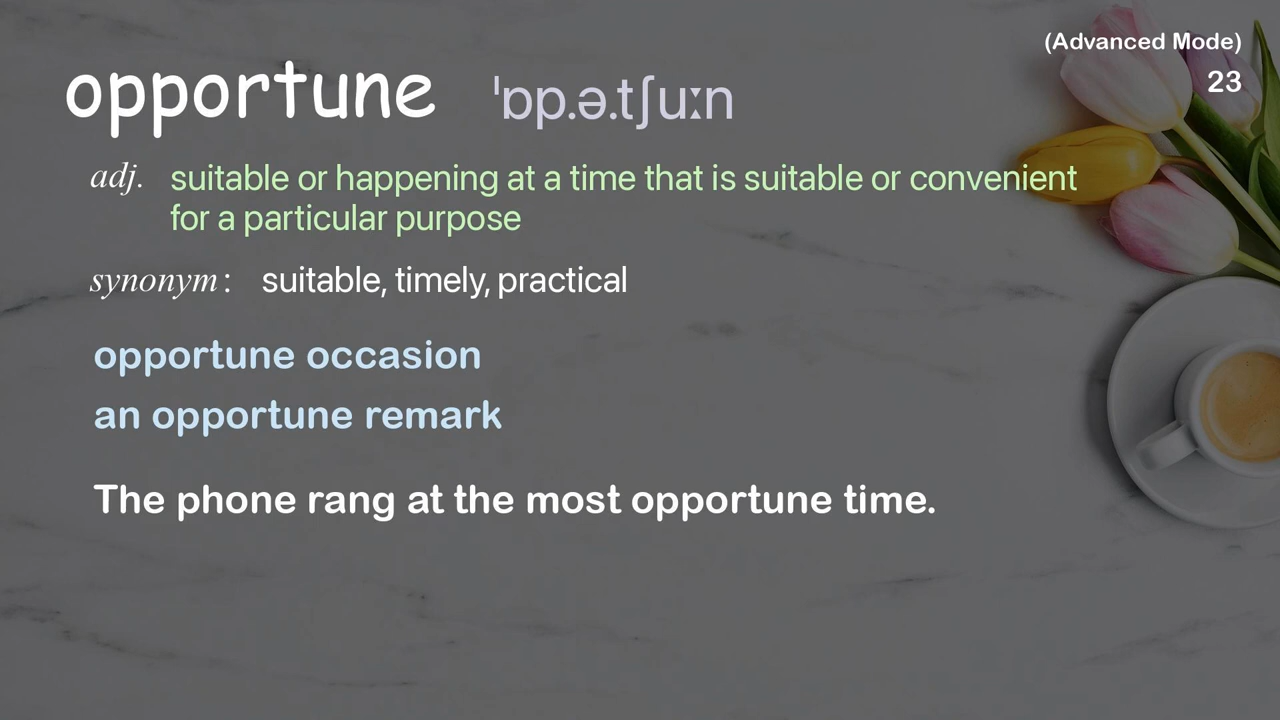 (Advanced Mode)
23
opportune ˈɒp.ə.tʃuːn
adj. suitable or happening at a time that is suitable or convenient
for a particular purpose
synonym: suitable, timely, practical
opportune occasion
an opportune remark
The phone rang at the most opportune time.